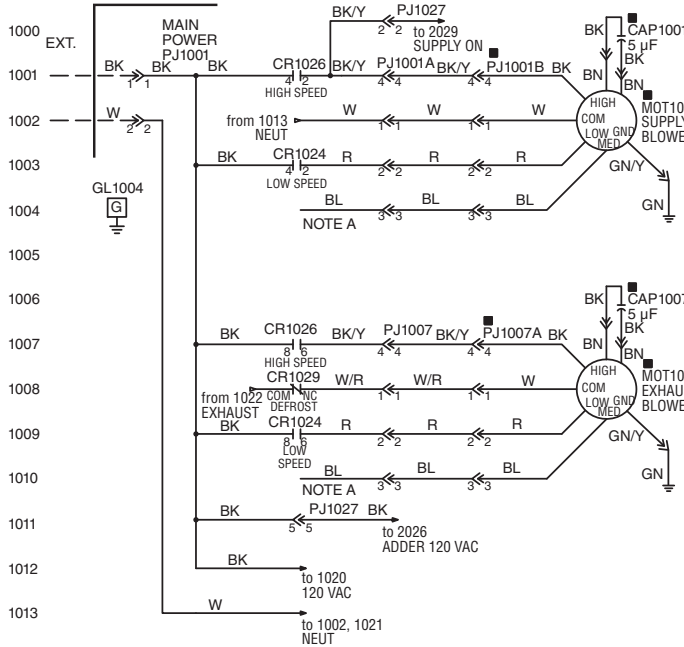 1000 EXT. MAIN POWER PJ1001 BK/Y PJ1027 BK CAP1001
2 2 to 2029 5 µF
SUPPLY ON BK
1001 BK BK BK CR1026 BK/Y PJ1001A BK/Y PJ1001B BK BN BN
1 1 4 2 4 4 4 4
HIGH SPEED HIGH MOT10
1002 W from 1013 W W W COM SUPPLY
2 2 NEUT 1 1 1 1 LOW GND BLOWE
MED
1003 BK CR1024 R R R GN/Y
4 2 2 2 2 2
LOW SPEED
GL1004
1004 G BL BL BL GN
NOTE A 3 3 3 3
1005
1006 BK CAP1007
5 µF
BK
1007 BK CR1026 BK/Y PJ1007 BK/Y PJ1007A BK BN BN
8 6 4 4 4 4
HIGH SPEED HIGH
1008 from 1022 CR1029 W/R W/R W COM MOT10
EXHAUST COM NC 1 1 1 1 LOW GND EXHAU
DEFROST MED BLOWE
1009 BK CR1024 R R R GN/Y
8 6 2 2 2 2
LOW
SPEED
1010 BL BL BL GN
NOTE A 3 3 3 3
1011 BK PJ1027 BK
5 5 to 2026
ADDER 120 VAC
1012 BK to 1020
120 VAC
1013 W to 1002, 1021
NEUT